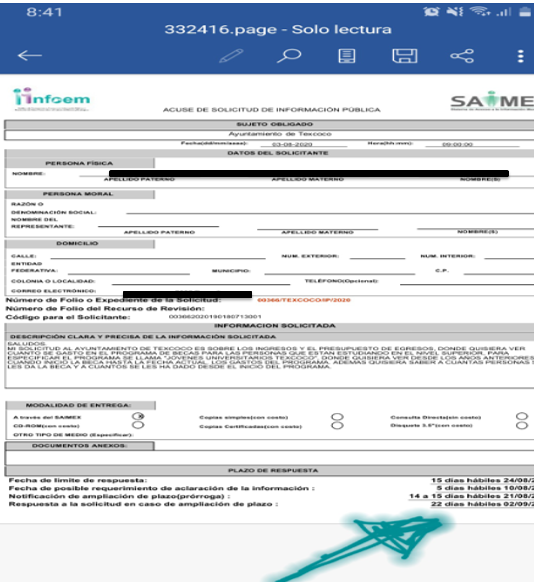 8:41
332416.page - Solo lectura
infoem
SAIMEX
ACUSE DE SOLICITUD DE INFORMACIÓN PÚBLICA
SUJETO OBLIGADO
Ayuntamiento de Texcoco
Fecha(dd/mm/aaaa): 03-08-2020 Hora(hh:mm): 09:00:00
DATOS DEL SOLICITANTE
PERSONA FÍSICA
NOMBRE:
APELLIDO PATERNO APELLIDO MATERNO NOMBRE(S)
PERSONA MORAL
RAZÓN O
DENOMINACIÓN SOCIAL:
NOMBRE DEL
REPRESENTANTE:
APELLIDO PATERNO APELLIDO MATERNO NOMBRE(S)
DOMICILIO
CALLE: NUM. EXTERIOR: NUM. INTERIOR:
ENTIDAD
FEDERATIVA: MUNICIPIO: C.P.
COLONIA O LOCALIDAD: TELÉFONO(Opcional):
CORREO ELECTRÓNICO:
Número de Folio o Expediente de la Solicitud: 00366/TEXCOCO/IP/2020
Número de Folio del Recurso de Revisión:
Código para el Solicitante: 003662020150180713001
INFORMACION SOLICITADA
DESCRIPCIÓN CLARA Y PRECISA DE LA INFORMACIÓN SOLICITADA
SALUDOS.
MI SOLICITUD AL AYUNTAMIENTO DE TEXCOCO ES SOBRE LOS INGRESOS Y EL PRESUPUESTO DE EGRESOS, DONDE QUISIERA VER
CUANTO SE GASTO EN EL PROGRAMA DE BECAS PARA LAS PERSONAS QUE ESTAN ESTUDIANDO EN EL NIVEL SUPERIOR. PARA
ESPECIFICAR EL PROGRAMA SE LLAMA "JOVENES UNIVERSITARIOS TEXCOCO". DONDE QUISIERA VER DESDE LOS AÑOS ANTERIORES
CUANDO INICIO LA BECA HASTA LA FECHA ACTUAL, LOS GASTOS DEL PROGRAMA. ADEMAS QUISIERA SABER A CUANTAS PERSONAS
LES DA LA BECA Y A CUANTOS SE LES HA DADO DESDE EL INICIO DEL PROGRAMA.
MODALIDAD DE ENTREGA:
A través del SAIMEX Copias simples(con costo) Consulta Directa(sin costo)
CD-ROM(con costo) Copias Certificadas(con costo) Disquete 3.5"(con costo)
OTRO TIPO DE MEDIO (Especificar):
DOCUMENTOS ANEXOS:
PLAZO DE RESPUESTA
Fecha de límite de respuesta: 15 días hábiles 24/08/2
Fecha de posible requerimiento de aclaración de la información : 5 días hábiles 10/08/2
Notificación de ampliación de plazo(prórroga) : 14 a 15 días hábiles 21/08/2
Respuesta a la solicitud en caso de ampliación de plazo : 22 días hábiles 02/09/2